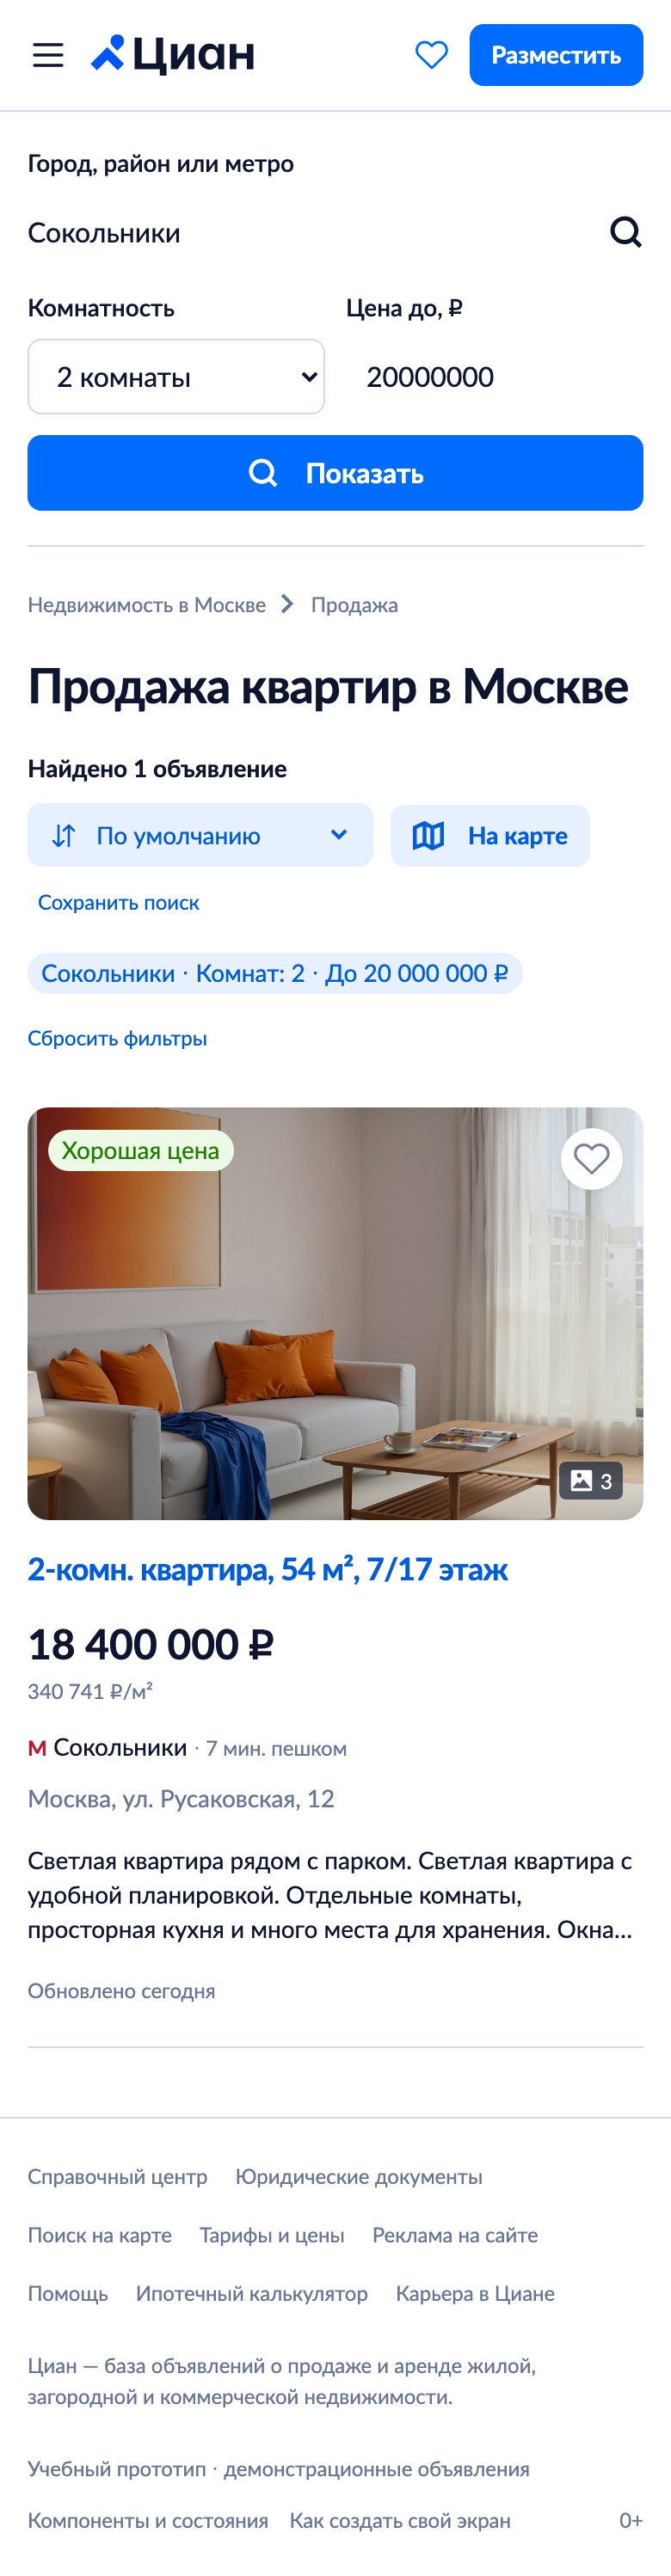 Циан
Разместить
Город, район или метро
Сокольники
Комнатность
Цена до, ₽
2 комнаты
20000000
Показать
Недвижимость в Москве
Продажа
Продажа квартир в Москве
Найдено 1 объявление
По умолчанию
На карте
Сохранить поиск
Сокольники · Комнат: 2 · До 20 000 000 ₽
Сбросить фильтры
Хорошая цена
3
2-комн. квартира, 54 м², 7/17 этаж
18 400 000 ₽
340 741 ₽/м²
М Сокольники · 7 мин. пешком
Москва, ул. Русаковская, 12
Светлая квартира рядом с парком. Светлая квартира с
удобной планировкой. Отдельные комнаты,
просторная кухня и много места для хранения. Окна...
Обновлено сегодня
Справочный центр Юридические документы
Поиск на карте Тарифы и цены Реклама на сайте
Помощь Ипотечный калькулятор Карьера в Циане
Циан — база объявлений о продаже и аренде жилой,
загородной и коммерческой недвижимости.
Учебный прототип · демонстрационные объявления
Компоненты и состояния Как создать свой экран 0+